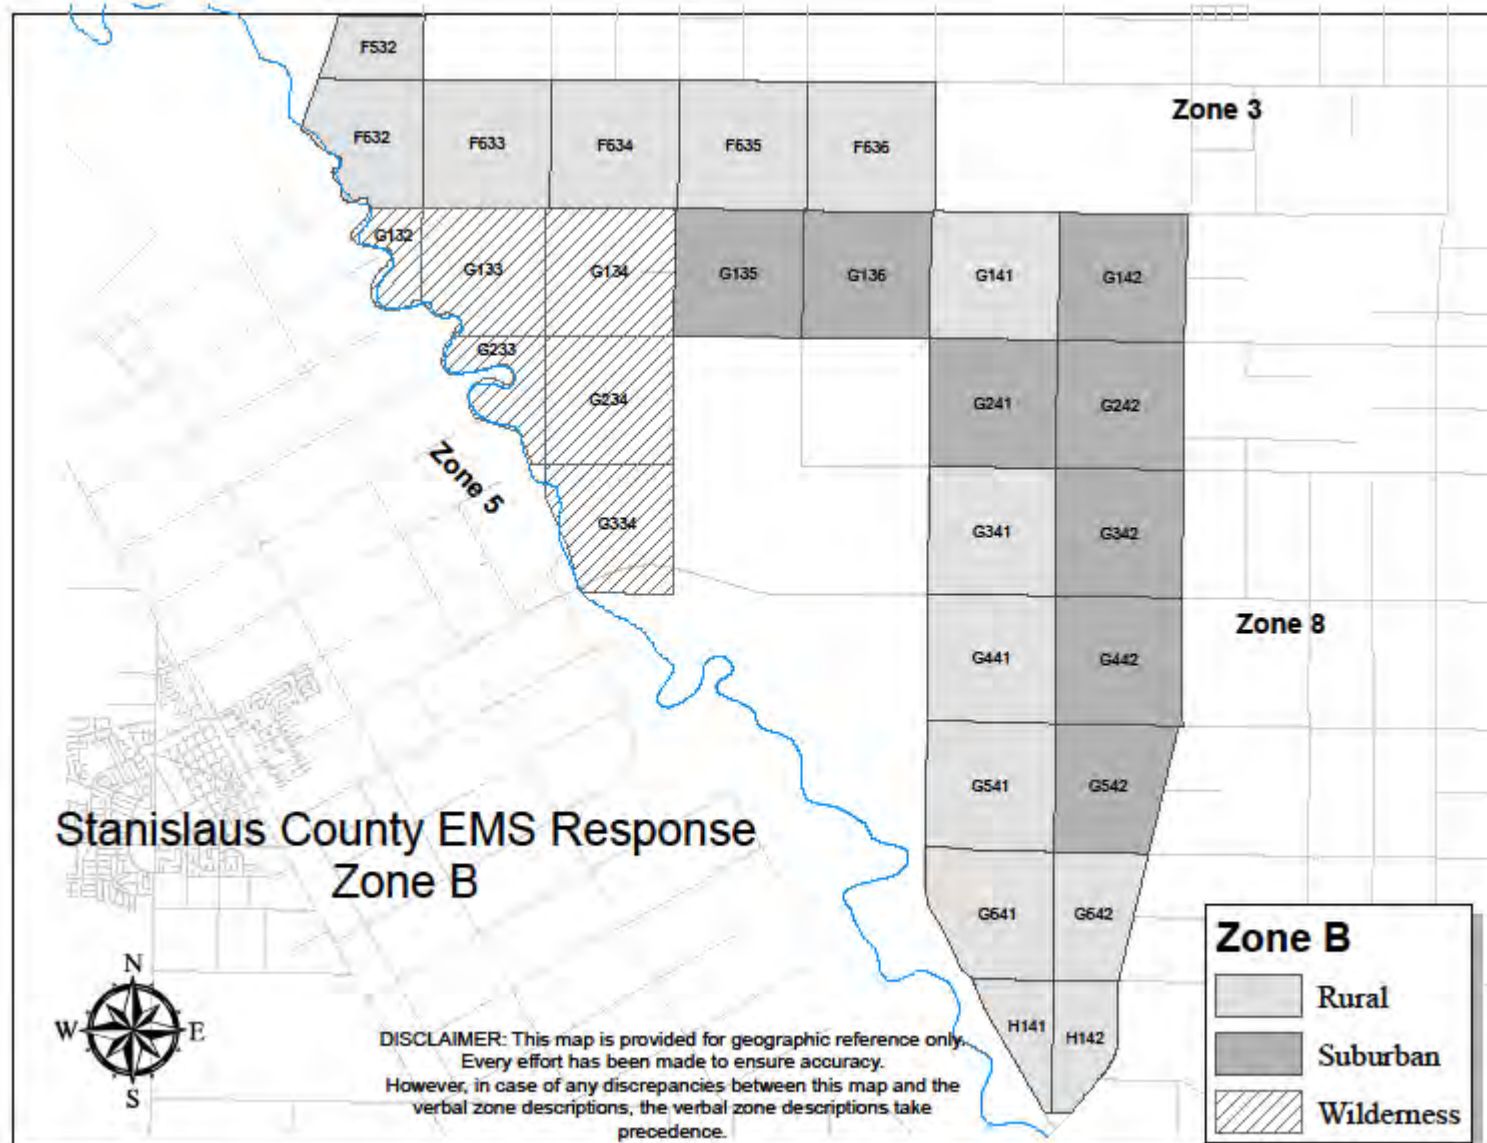 F532
Zone 3
F632
F633
F634
F635
F636
G132
G133
G134
G135
G136
G141
G142
G233
G234
G241
G242
Zone 5
G334
G341
G342
Zone 8
G441
G442
G541
G542
Stanislaus County EMS Response
Zone B
G641
G642
H141
H142
N
W
E
S
DISCLAIMER: This map is provided for geographic reference only.
Every effort has been made to ensure accuracy.
However, in case of any discrepancies between this map and the
verbal zone descriptions, the verbal zone descriptions take
precedence.
Zone B
Rural
Suburban
Wilderness